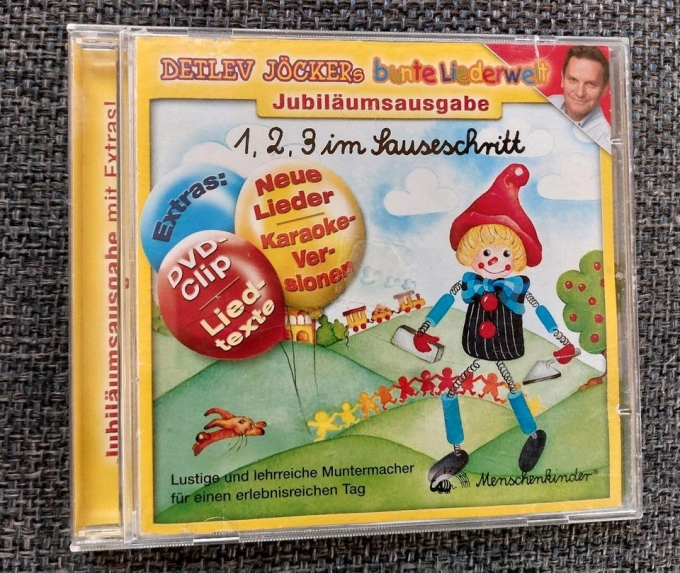 DETLEV JÖCKERs bunte Liederwelt
Jubiläumsausgabe
1, 2, 3 im Sauseschritt
Extras:
Neue
Lieder
Karaoke-
Ver-
sionen
DVD-
Clip
Lied-
texte
Lustige und lehrreiche Muntermacher
für einen erlebnisreichen Tag
Menschenkinder®
Jubiläumsausgabe mit Extras!